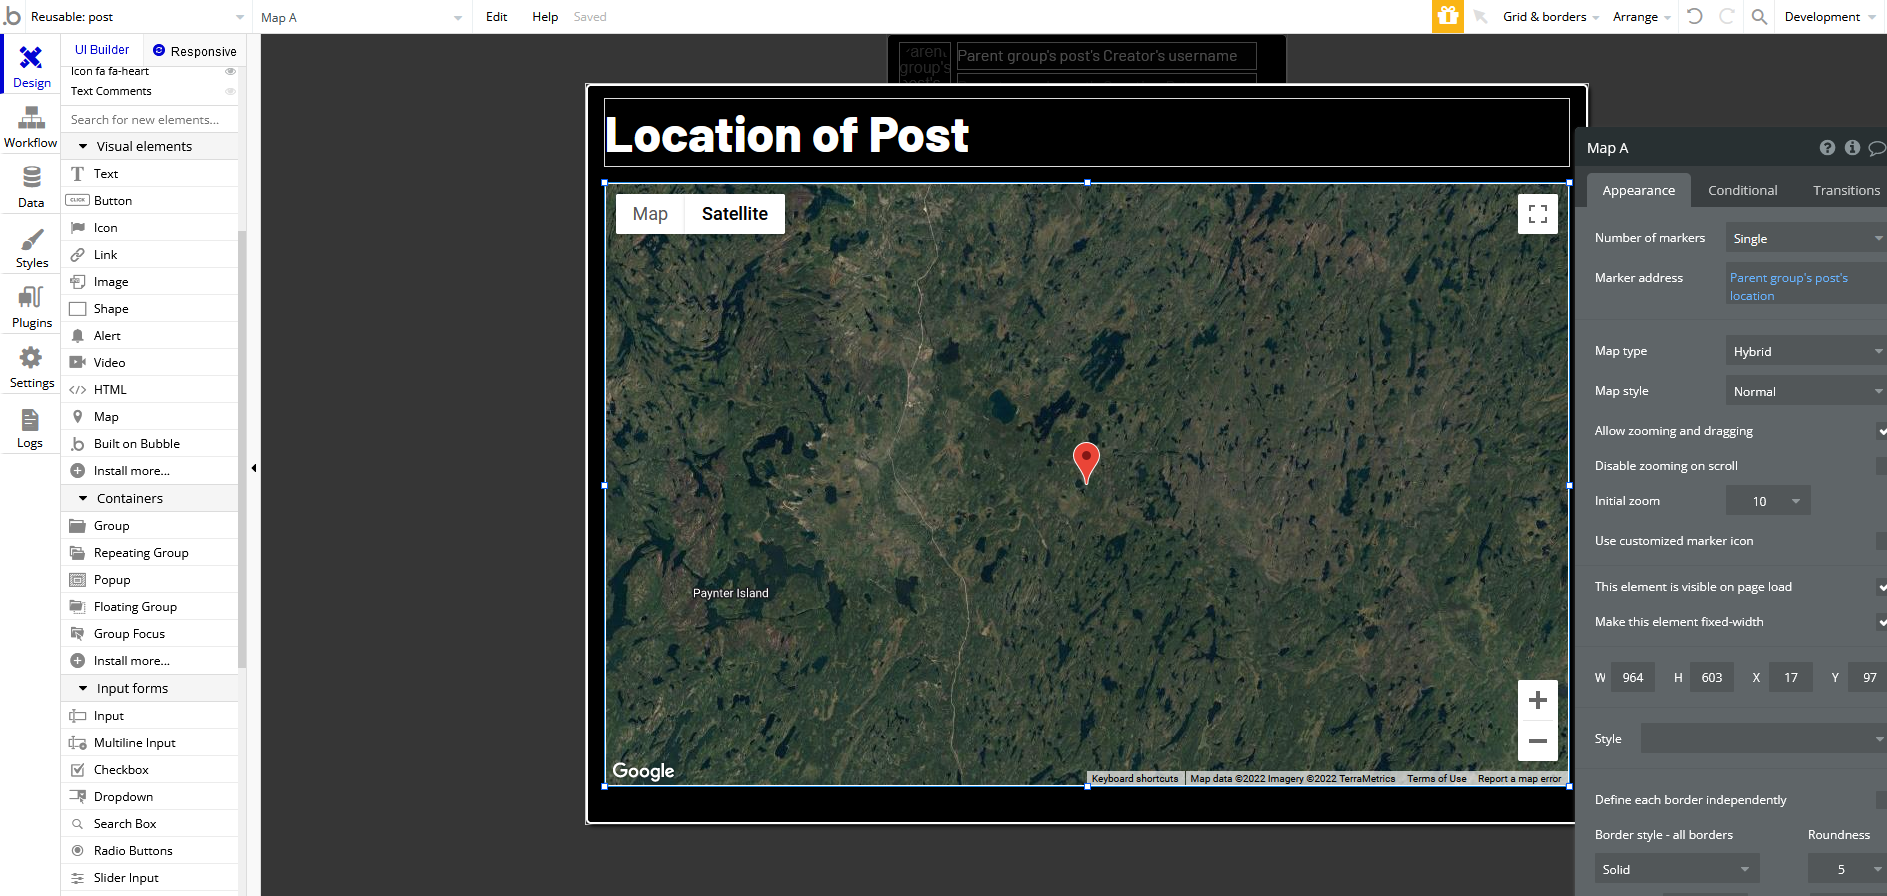 Reusable: post
Map A
Edit
Help
Saved
Grid & borders
Arrange
Development
UI Builder
Responsive
Design
Workflow
Data
Styles
Plugins
Settings
Logs
Icon fa fa-heart
Text Comments
Search for new elements...
Visual elements
Text
CLICK
Button
Icon
Link
Image
Shape
Alert
Video
HTML
Map
Built on Bubble
Install more...
Containers
Group
Repeating Group
Popup
Floating Group
Group Focus
Install more...
Input forms
Input
Multiline Input
Checkbox
Dropdown
Search Box
Radio Buttons
Slider Input
Parent group's
Parent group's post's Creator's username
Location of Post
Map
Satellite
Paynter Island
Google
Keyboard shortcuts
Map data ©2022 Imagery ©2022 TerraMetrics
Terms of Use
Report a map error
Map A
Appearance
Conditional
Transitions
Number of markers
Single
Marker address
Parent group's post's
location
Map type
Hybrid
Map style
Normal
Allow zooming and dragging
Disable zooming on scroll
Initial zoom
10
Use customized marker icon
This element is visible on page load
Make this element fixed-width
W 964 H 603 X 17 Y 97
Style
Define each border independently
Border style - all borders
Roundness
Solid
5